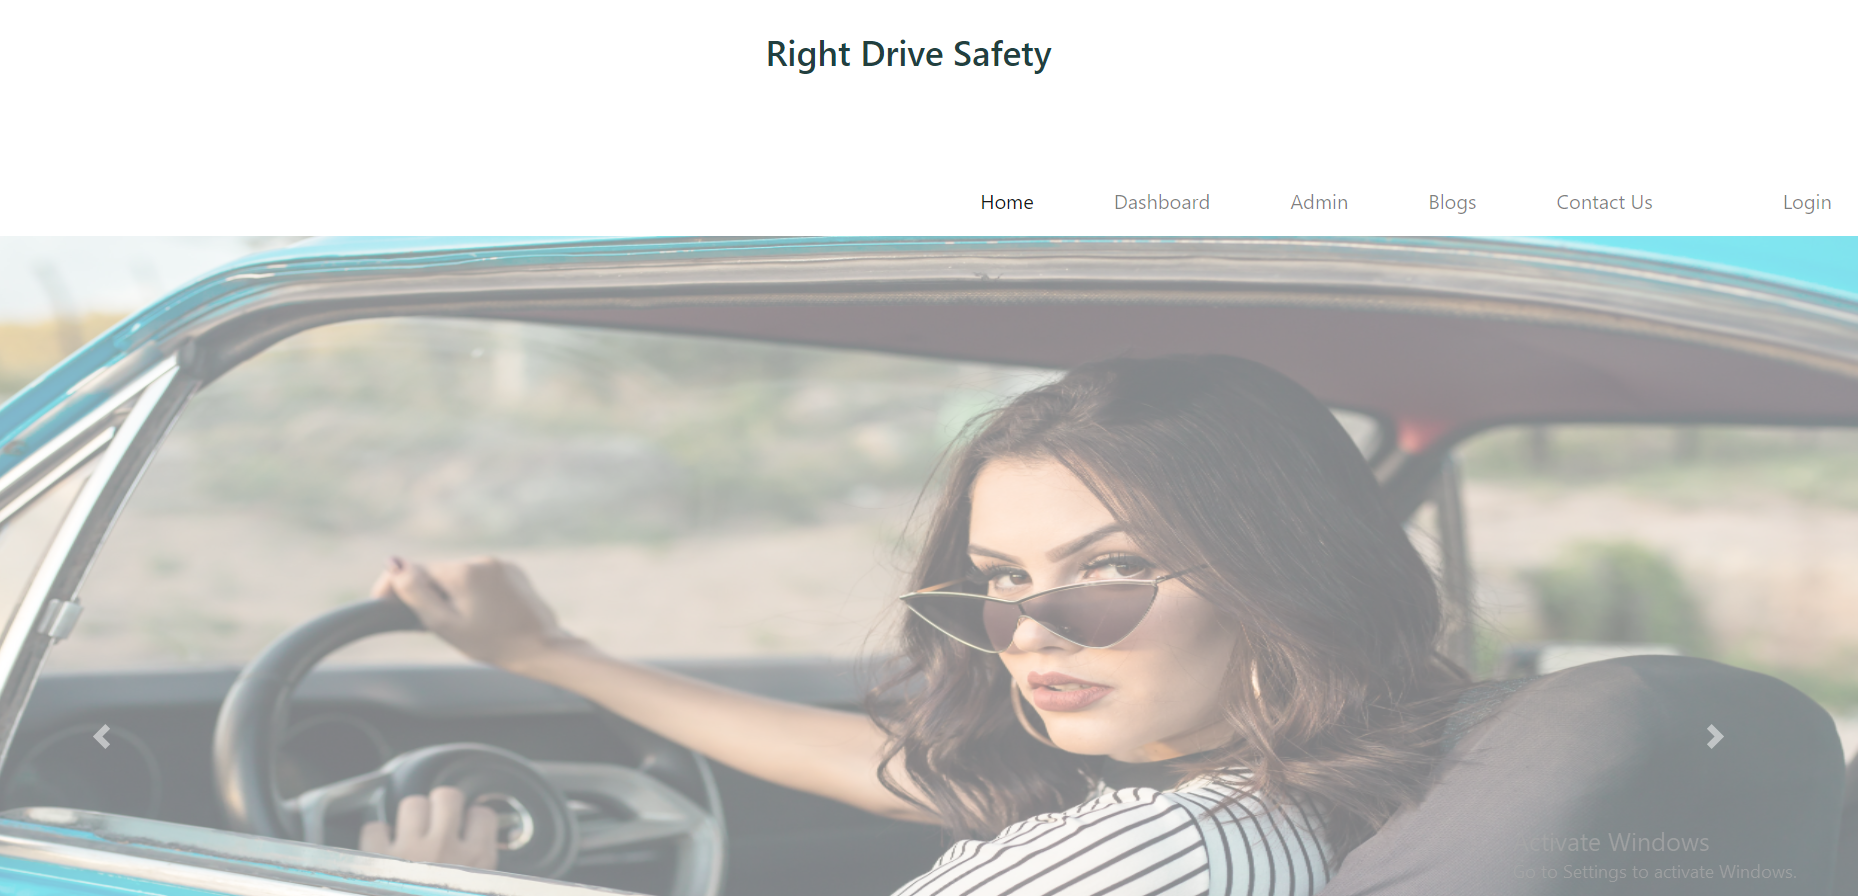 Right Drive Safety
Home Dashboard Admin Blogs Contact Us Login
Activate Windows
Go to Settings to activate Windows.